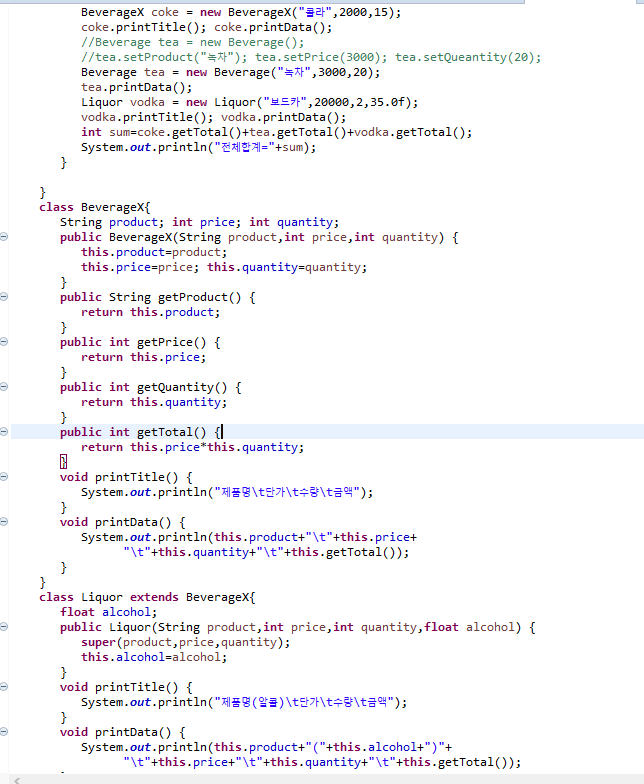 BeverageX coke = new BeverageX("콜라",2000,15);
coke.printTitle(); coke.printData();
//Beverage tea = new Beverage();
//tea.setProduct("녹차"); tea.setPrice(3000); tea.setQueantity(20);
Beverage tea = new Beverage("녹차",3000,20);
tea.printData();
Liquor vodka = new Liquor("보드카",20000,2,35.0f);
vodka.printTitle(); vodka.printData();
int sum=coke.getTotal()+tea.getTotal()+vodka.getTotal();
System.out.println("전체합계="+sum);
}
}
class BeverageX{
String product; int price; int quantity;
public BeverageX(String product,int price,int quantity) {
this.product=product;
this.price=price; this.quantity=quantity;
}
public String getProduct() {
return this.product;
}
public int getPrice() {
return this.price;
}
public int getQuantity() {
return this.quantity;
}
public int getTotal() {
return this.price*this.quantity;
}
void printTitle() {
System.out.println("제품명\t단가\t수량\t금액");
}
void printData() {
System.out.println(this.product+"\t"+this.price+
"\t"+this.quantity+"\t"+this.getTotal());
}
}
class Liquor extends BeverageX{
float alcohol;
public Liquor(String product,int price,int quantity,float alcohol) {
super(product,price,quantity);
this.alcohol=alcohol;
}
void printTitle() {
System.out.println("제품명(알콜)\t단가\t수량\t금액");
}
void printData() {
System.out.println(this.product+"("+this.alcohol+")"+
"\t"+this.price+"\t"+this.quantity+"\t"+this.getTotal());